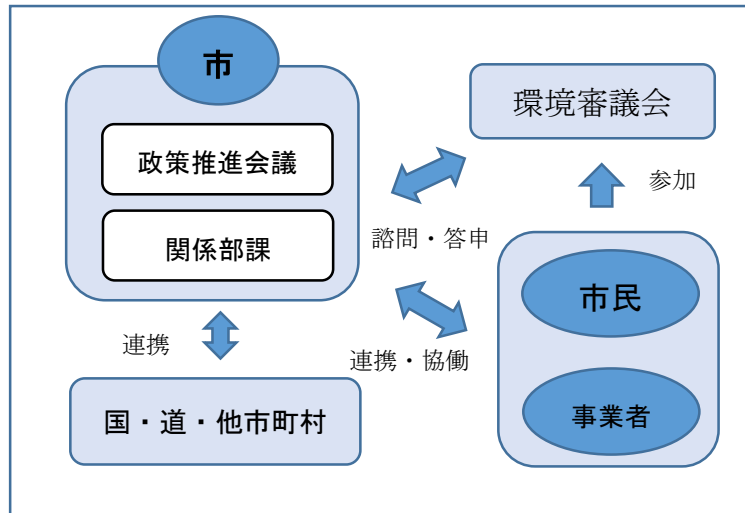 市
政策推進会議
関係部課
環境審議会
参加
諮問・答申
市民
事業者
連携・協働
連携
国・道・他市町村